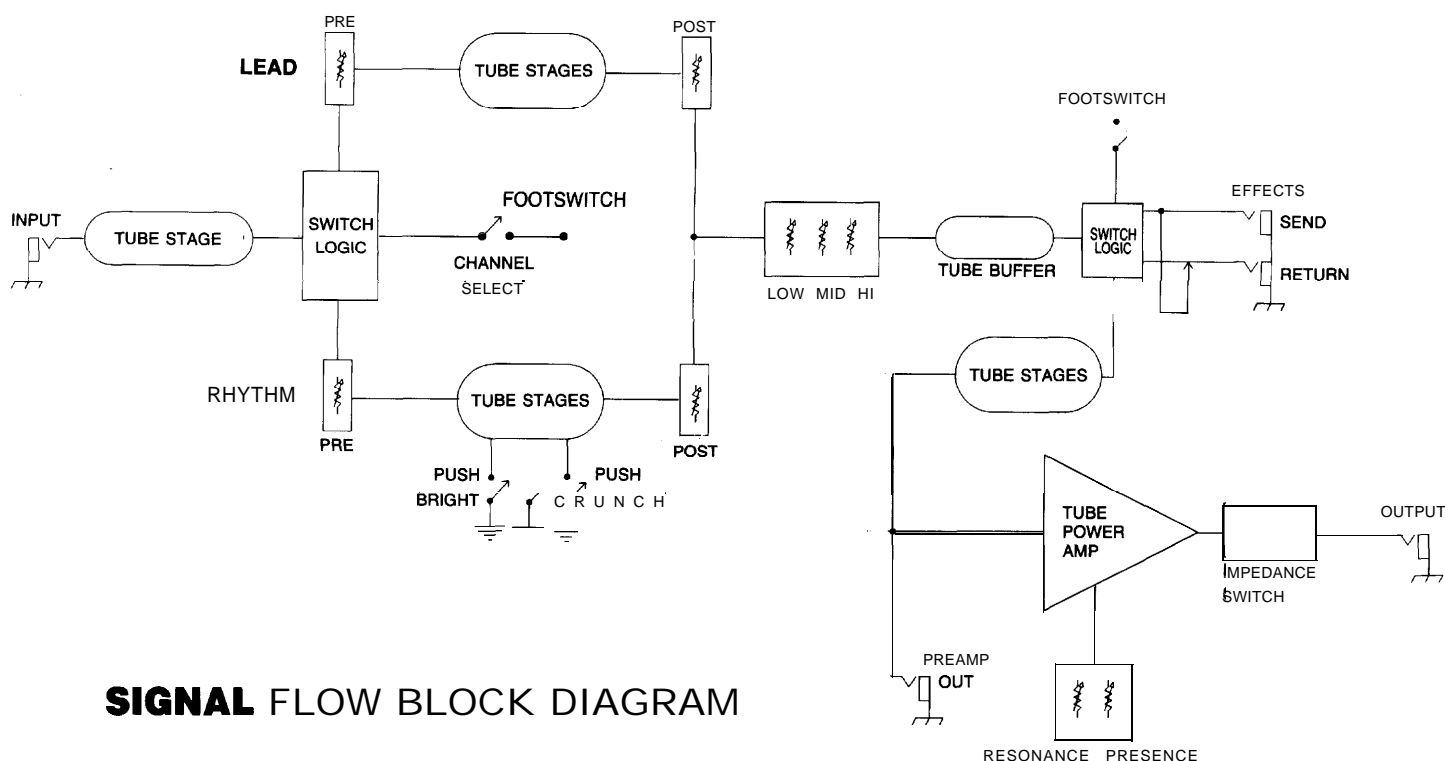 PRE
LEAD
TUBE STAGES
POST
FOOTSWITCH
INPUT
TUBE STAGE
SWITCH
LOGIC
FOOTSWITCH
CHANNEL
SELECT
LOW MID HI
TUBE BUFFER
SWITCH
LOGIC
EFFECTS
SEND
RETURN
RHYTHM
PRE
TUBE STAGES
POST
PUSH
BRIGHT
PUSH
CRUNCH
TUBE STAGES
TUBE
POWER
AMP
IMPEDANCE
SWITCH
OUTPUT
PREAMP
OUT
RESONANCE PRESENCE
SIGNAL FLOW BLOCK DIAGRAM